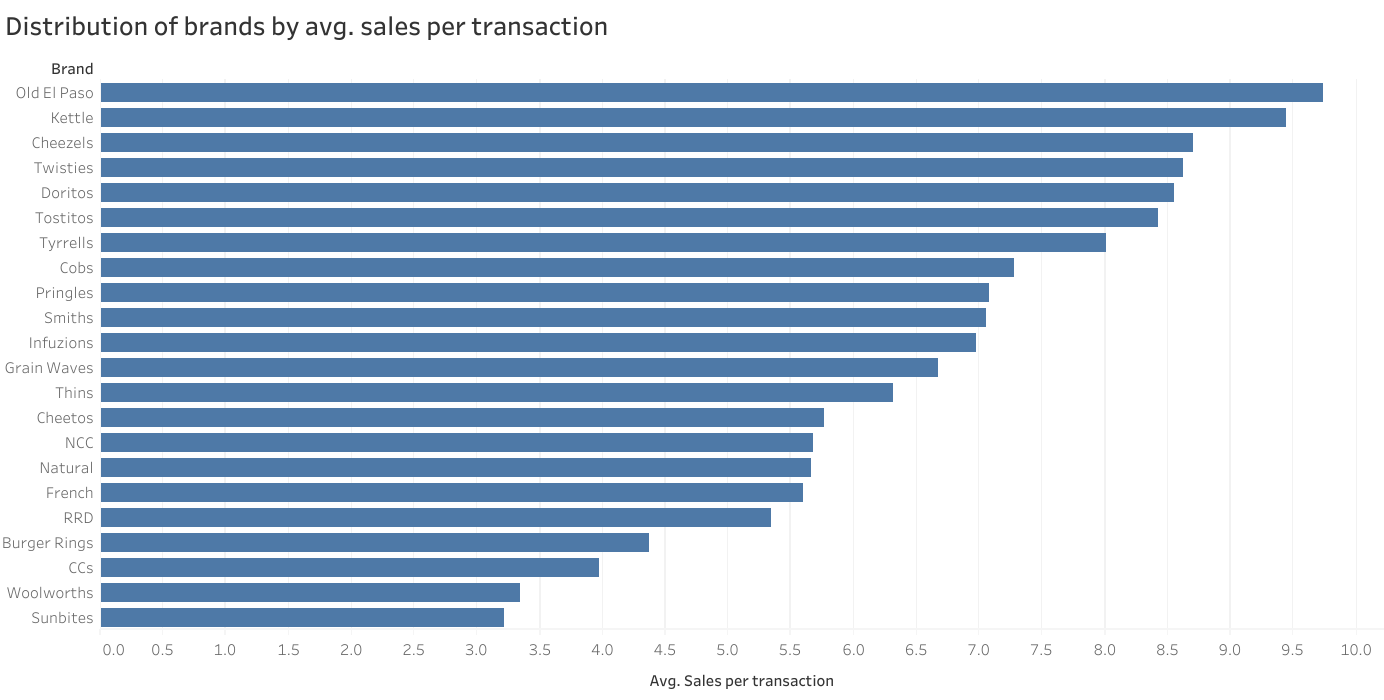 Distribution of brands by avg. sales per transaction
Brand
Old El Paso
Kettle
Cheezels
Twisties
Doritos
Tostitos
Tyrrells
Cobs
Pringles
Smiths
Infuzions
Grain Waves
Thins
Cheetos
NCC
Natural
French
RRD
Burger Rings
CCs
Woolworths
Sunbites
0.0 0.5 1.0 1.5 2.0 2.5 3.0 3.5 4.0 4.5 5.0 5.5 6.0 6.5 7.0 7.5 8.0 8.5 9.0 9.5 10.0
Avg. Sales per transaction